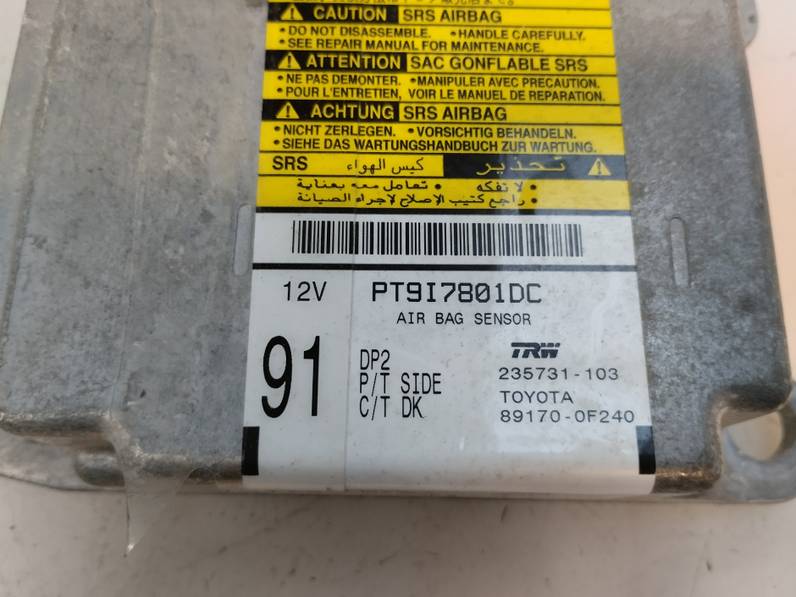 CAUTION SRS AIRBAG
• DO NOT DISASSEMBLE. • HANDLE CAREFULLY.
• SEE REPAIR MANUAL FOR MAINTENANCE.
ATTENTION SAC GONFLABLE SRS
• NE PAS DEMONTER. • MANIPULER AVEC PRECAUTION.
• POUR L'ENTRETIEN, VOIR LE MANUEL DE REPARATION.
ACHTUNG SRS AIRBAG
• NICHT ZERLEGEN. • VORSICHTIG BEHANDELN.
• SIEHE DAS WARTUNGSHANDBUCH ZUR WARTUNG.
تحذير كيس الهواء SRS
• لا تفكه • تعامل معه بعناية
• راجع كتيب الإصلاح لإجراء الصيانة
12V PT9I7801DC
AIR BAG SENSOR
91
DP2
P/T SIDE
C/T DK
TRW
235731-103
TOYOTA
89170-0F240